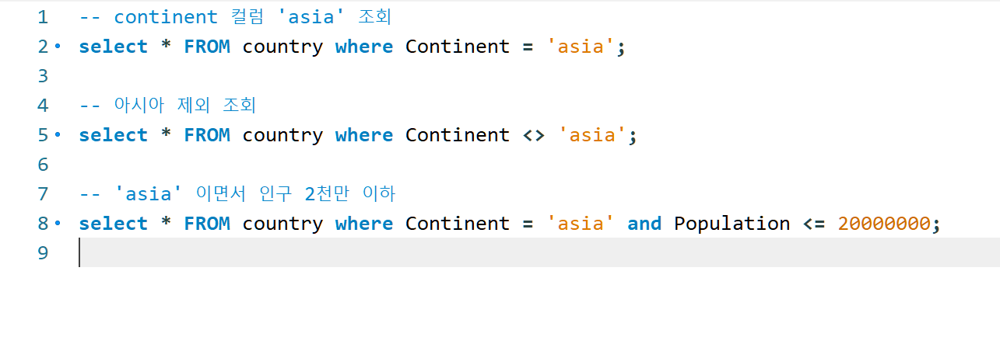 1 -- continent 컬럼 'asia' 조회
2 select * FROM country where Continent = 'asia';
3
4 -- 아시아 제외 조회
5 select * FROM country where Continent <> 'asia';
6
7 -- 'asia' 이면서 인구 2천만 이하
8 select * FROM country where Continent = 'asia' and Population <= 20000000;
9